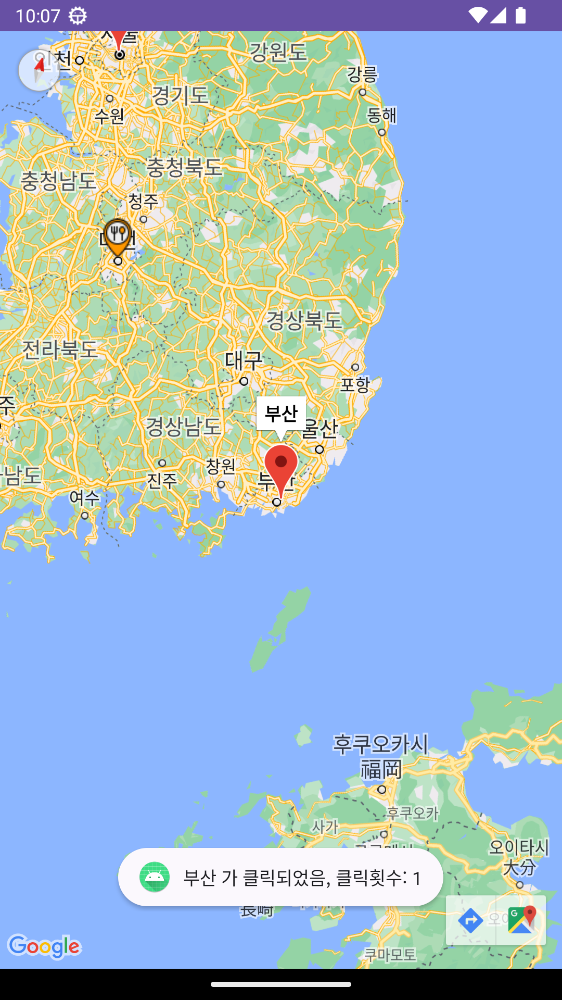 10:07
강원도
인천
강릉
경기도
수원
동해
충청북도
충청남도
청주
경상북도
전라북도
대구
포항
주
부산
경상남도
울산
창원
남도
진주
여수
후쿠오카시
福岡
후쿠오카
사가
오이타시
大分
부산 가 클릭되었음, 클릭횟수: 1
長崎
G
Google
쿠마모토